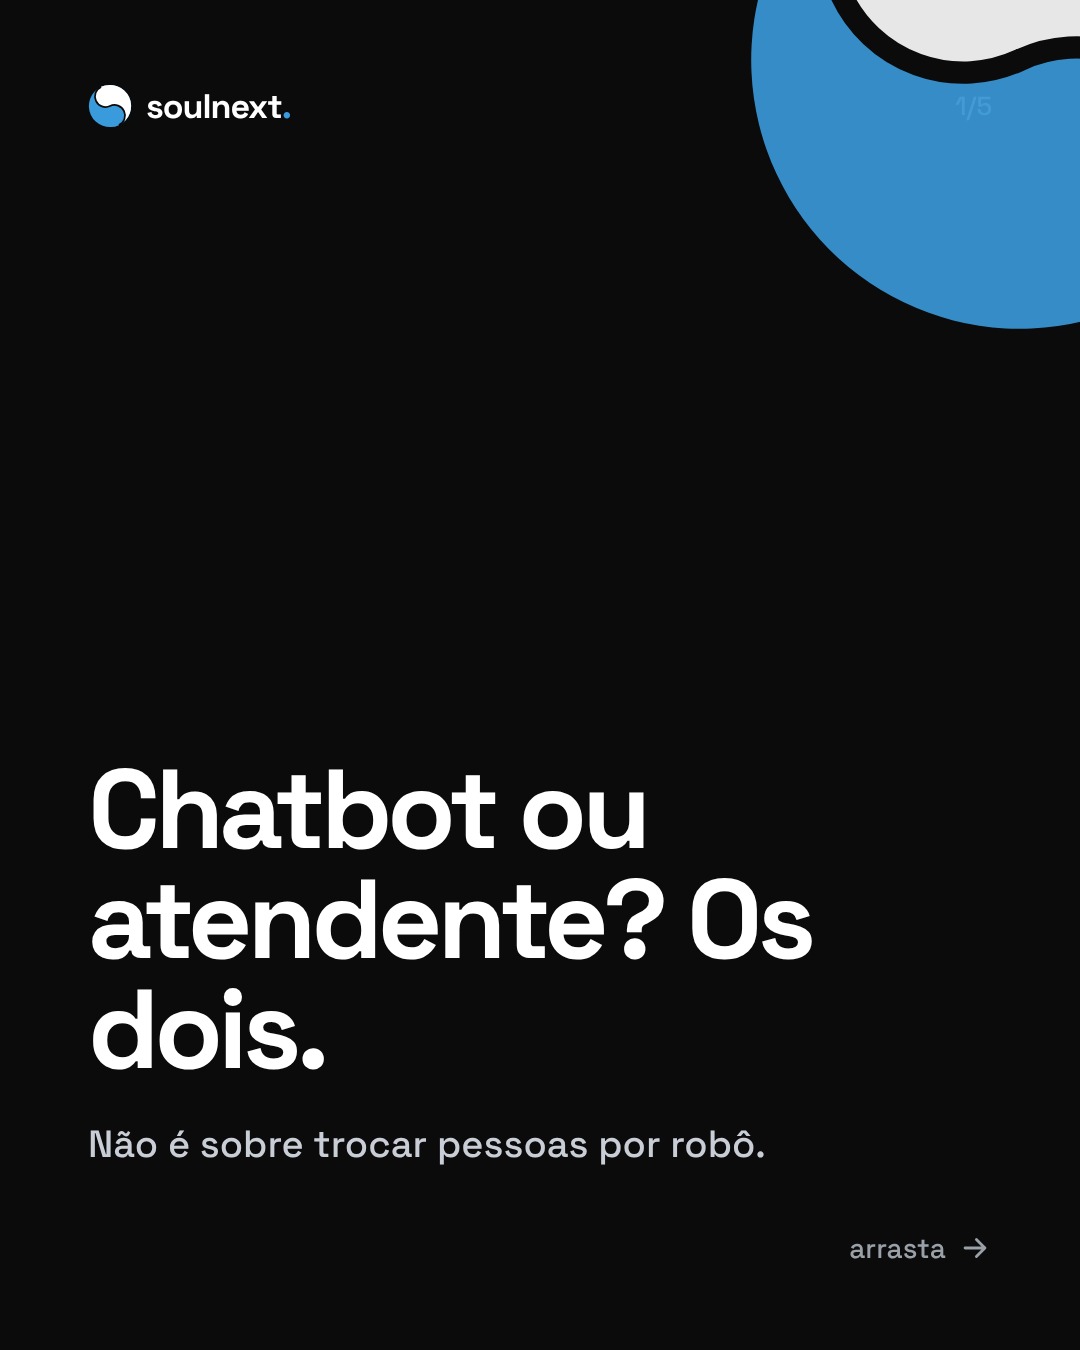 soulnext.
1/5
Chatbot ou
atendente? Os
dois.
Não é sobre trocar pessoas por robô.
arrasta →